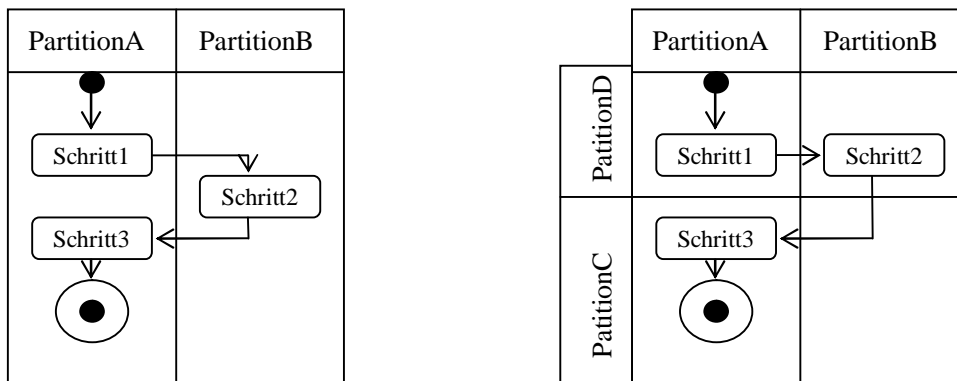 PartitionA PartitionB
Schritt1
Schritt2
Schritt3
PartitionA PartitionB
PatitionD
Schritt1 Schritt2
PatitionC
Schritt3